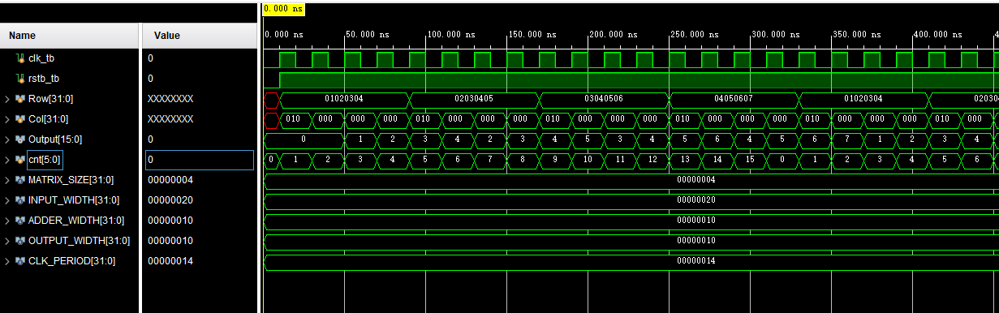 0.000 ns
Name Value 0.000 ns 50.000 ns 100.000 ns 150.000 ns 200.000 ns 250.000 ns 300.000 ns 350.000 ns 400.000 ns
clk_tb 0
rstb_tb 0
Row[31:0] XXXXXXXX 01020304 02030405 03040506 04050607 01020304 02030
Col[31:0] XXXXXXXX 010 000 000 000 010 000 000 000 010 000 000 000 010 000 000 000 010 000 000 000 010 000
Output[15:0] 0 0 1 2 3 4 2 3 4 5 3 4 5 6 4 5 6 7 1 2 3 4
cnt[5:0] 0 0 1 2 3 4 5 6 7 8 9 10 11 12 13 14 15 0 1 2 3 4 5 6
MATRIX_SIZE[31:0] 00000004 00000004
INPUT_WIDTH[31:0] 00000020 00000020
ADDER_WIDTH[31:0] 00000010 00000010
OUTPUT_WIDTH[31:0] 00000010 00000010
CLK_PERIOD[31:0] 00000014 00000014